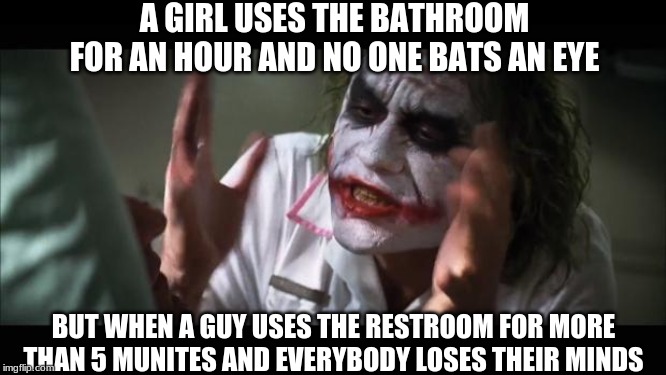 A GIRL USES THE BATHROOM
FOR AN HOUR AND NO ONE BATS AN EYE
BUT WHEN A GUY USES THE RESTROOM FOR MORE
THAN 5 MUNITES AND EVERYBODY LOSES THEIR MINDS
imgflip.com